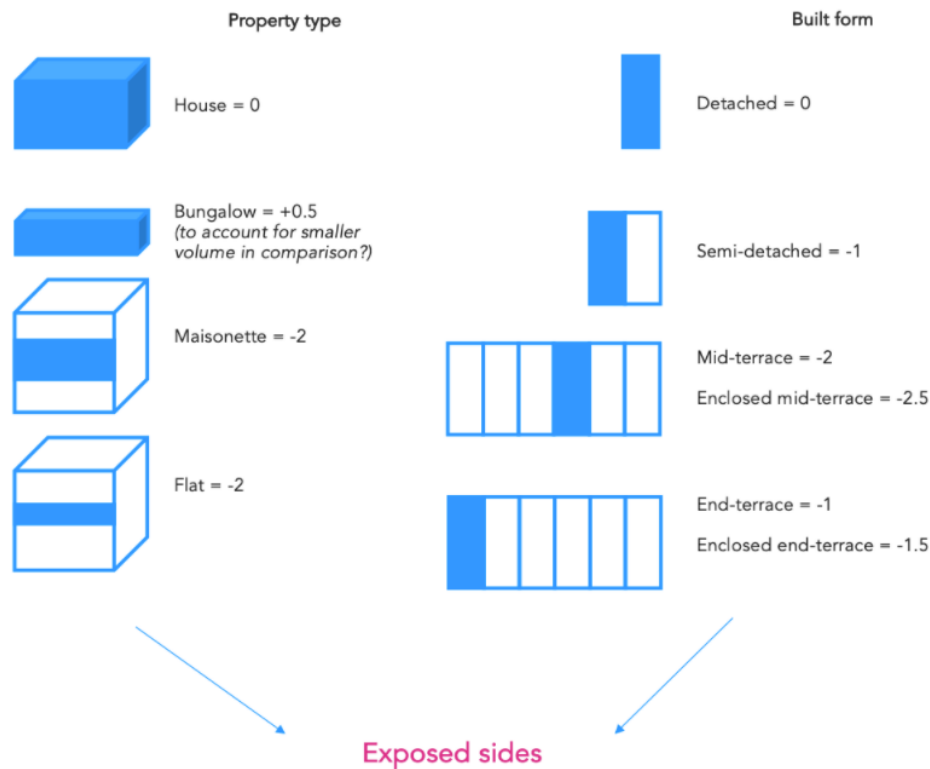 Property type
House = 0
Bungalow = +0.5
(to account for smaller
volume in comparison?)
Maisonette = -2
Flat = -2
Built form
Detached = 0
Semi-detached = -1
Mid-terrace = -2
Enclosed mid-terrace = -2.5
End-terrace = -1
Enclosed end-terrace = -1.5
Exposed sides